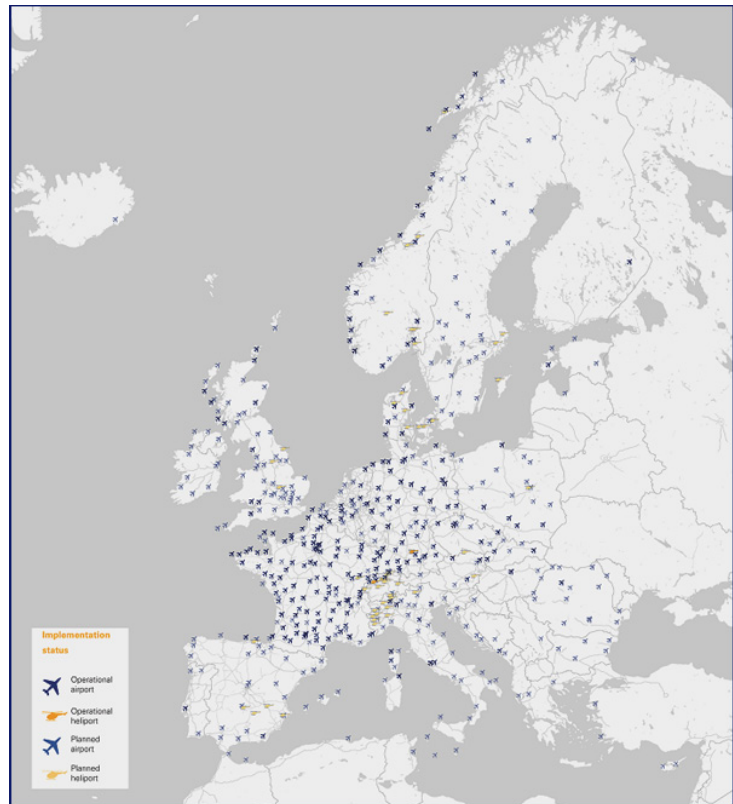 Implementation
status
Operational
airport
Operational
heliport
Planned
airport
Planned
heliport